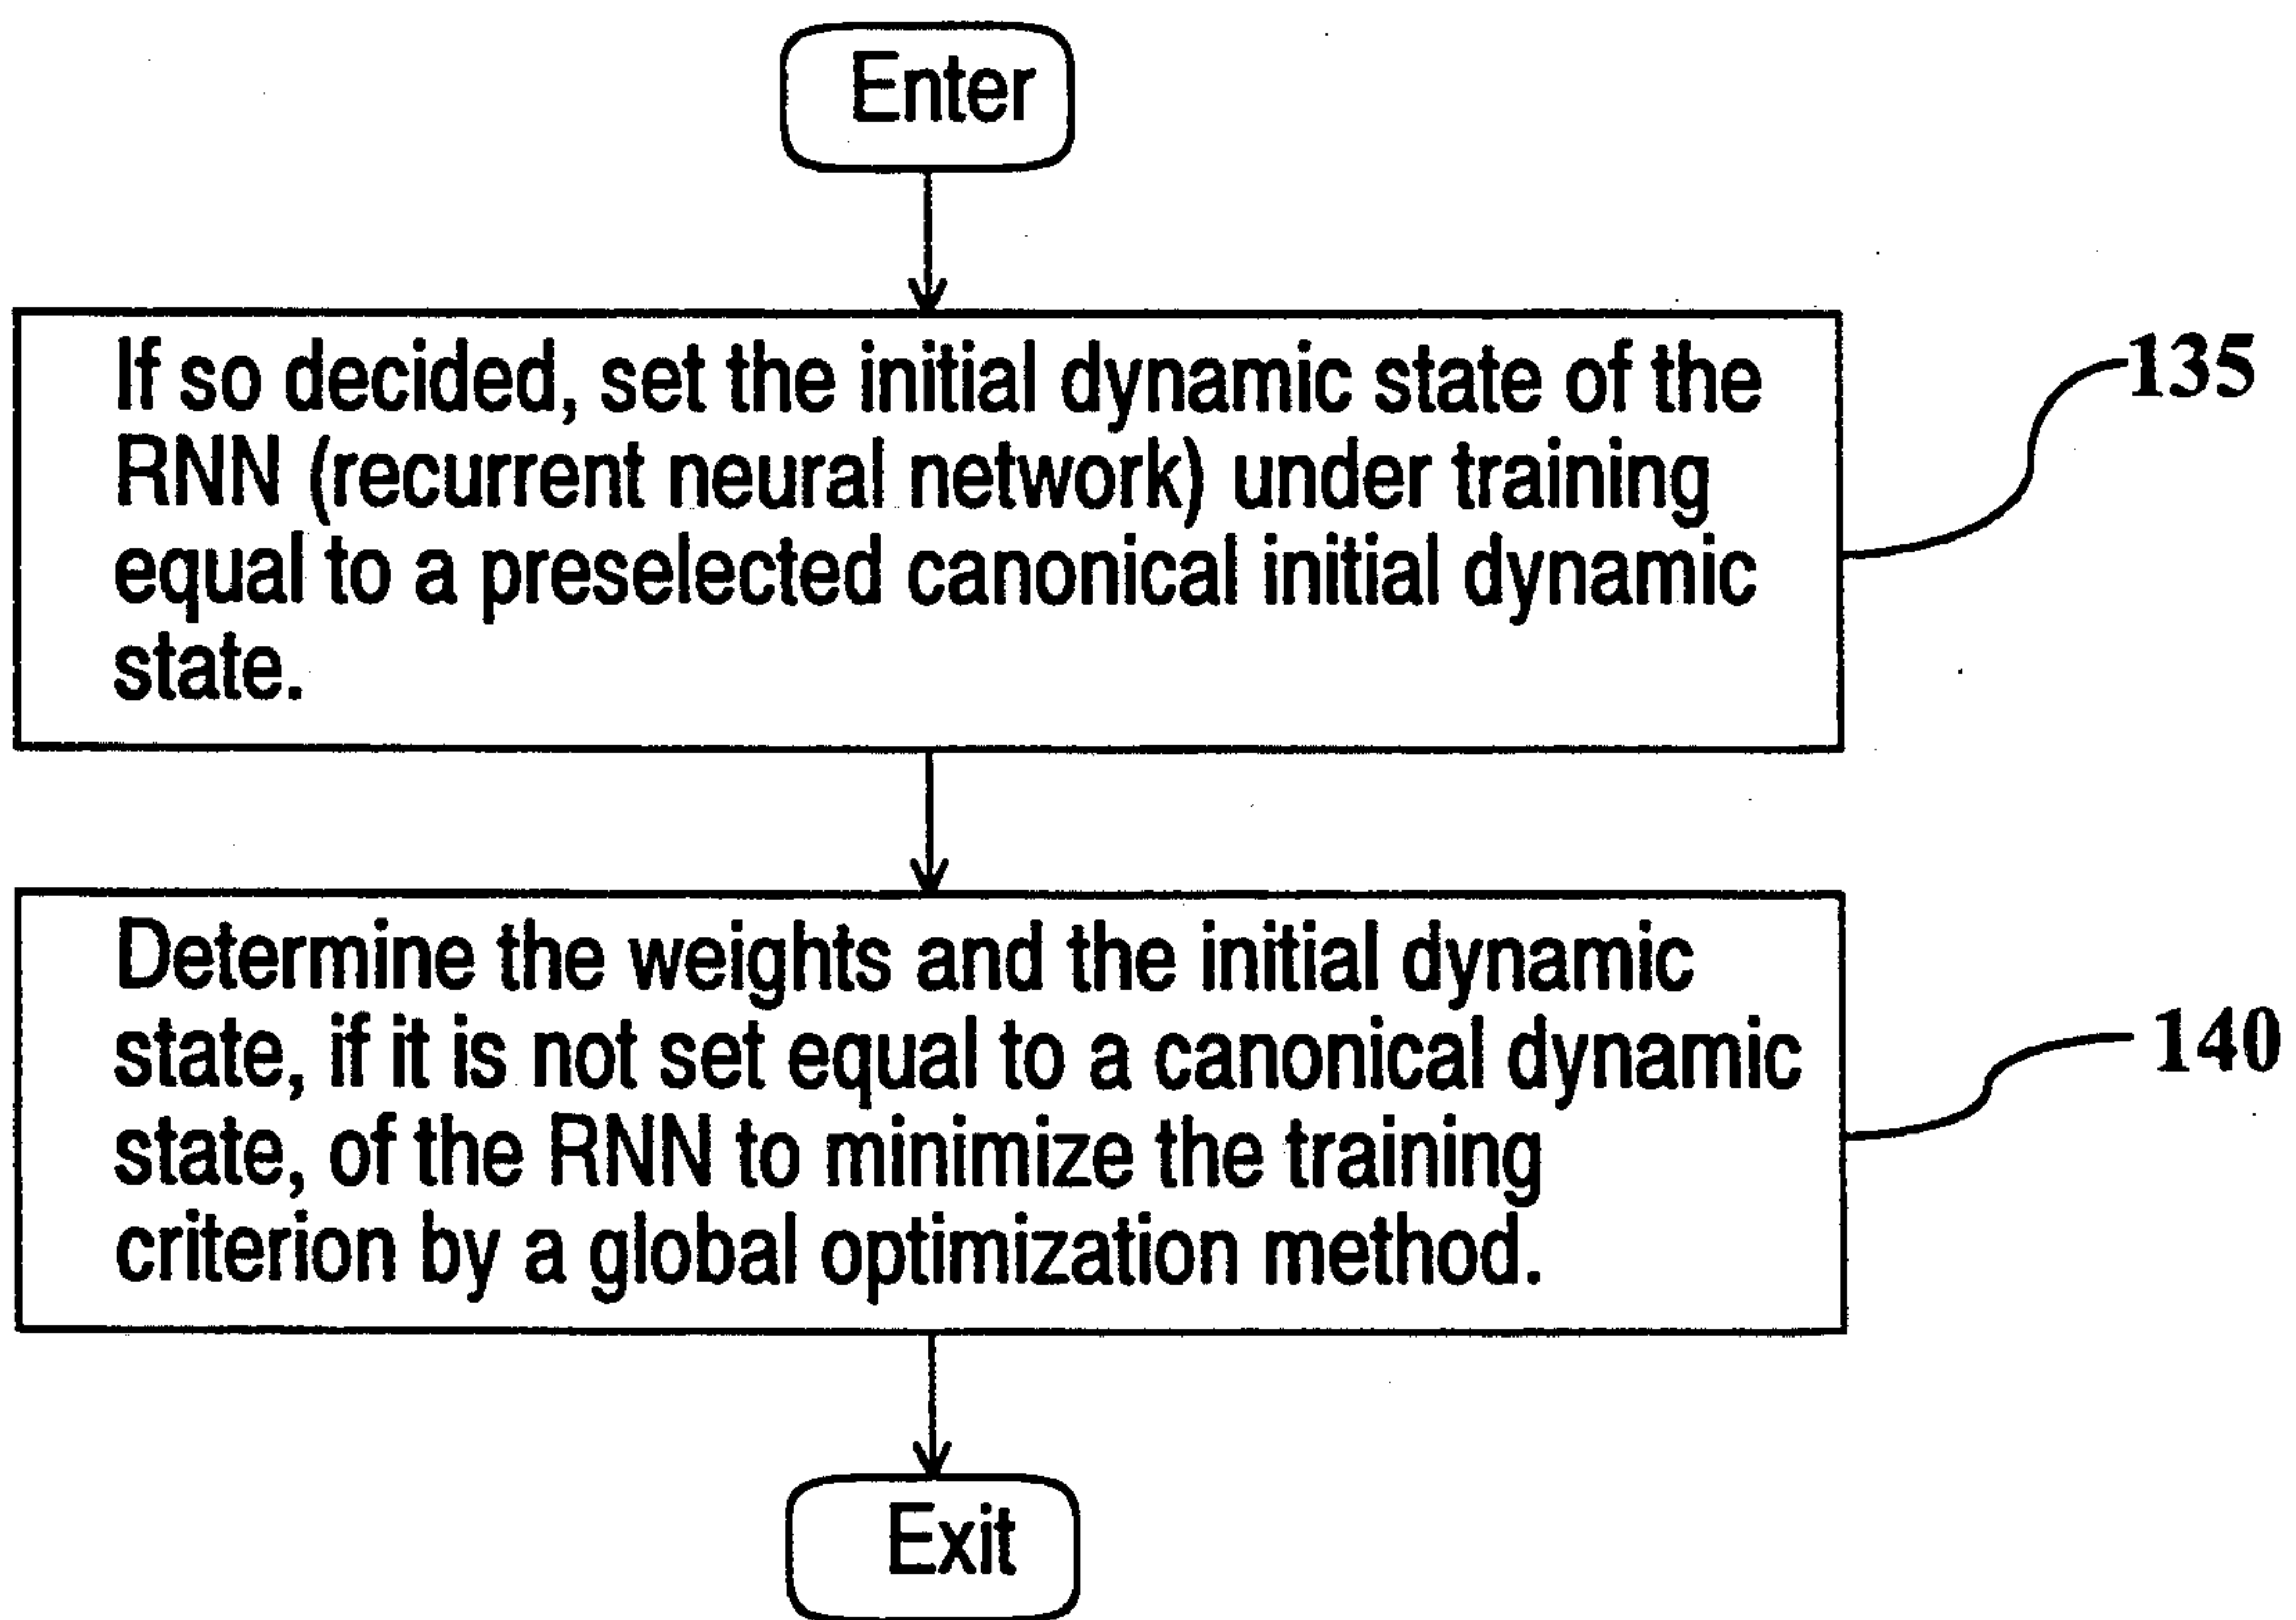 Enter
If so decided, set the initial dynamic state of the
RNN (recurrent neural network) under training
equal to a preselected canonical initial dynamic
state.
135
Determine the weights and the initial dynamic
state, if it is not set equal to a canonical dynamic
state, of the RNN to minimize the training
criterion by a global optimization method.
140
Exit